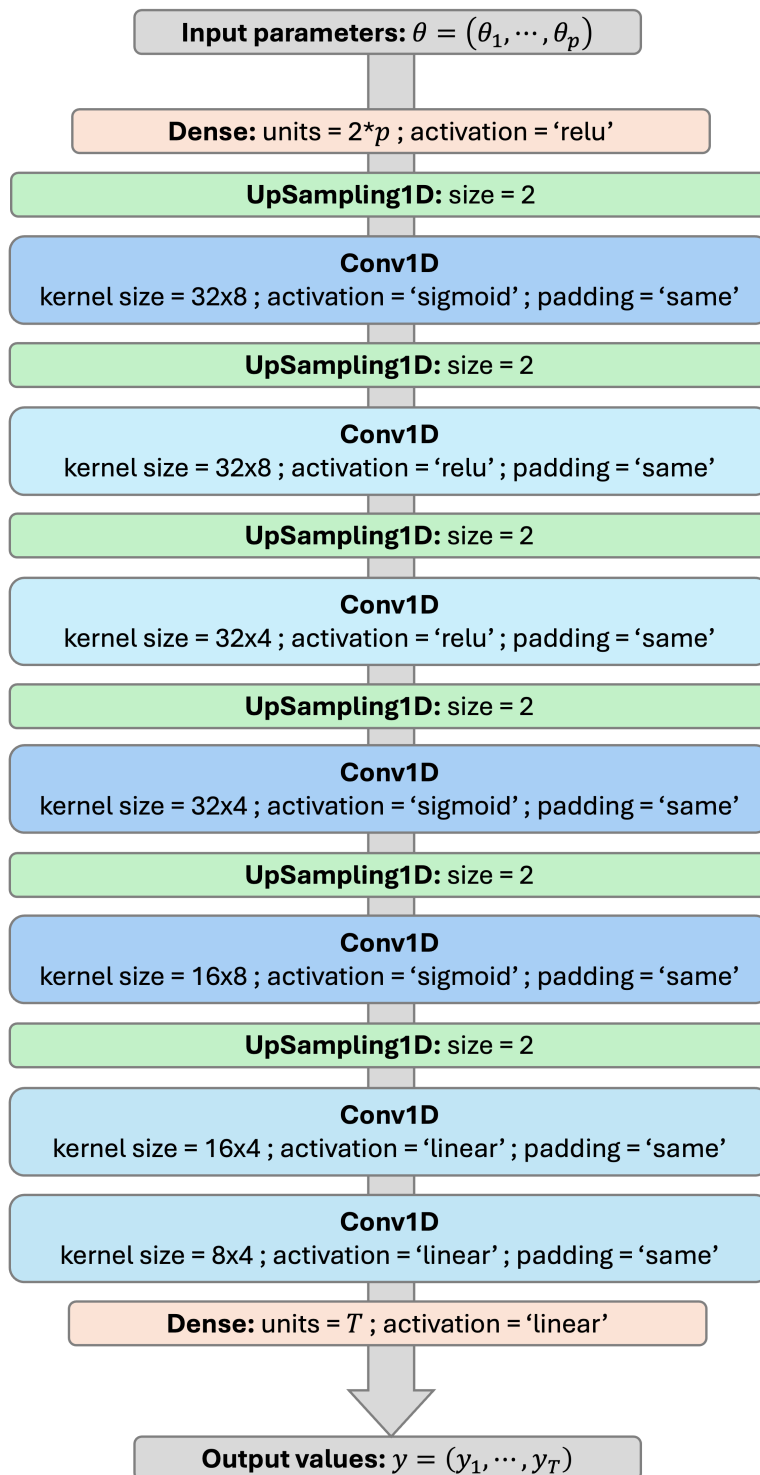 Input parameters: θ = (θ₁, ⋯, θₚ)
Dense: units = 2*p ; activation = ‘relu’
UpSampling1D: size = 2
Conv1D
kernel size = 32x8 ; activation = ‘sigmoid’ ; padding = ‘same’
UpSampling1D: size = 2
Conv1D
kernel size = 32x8 ; activation = ‘relu’ ; padding = ‘same’
UpSampling1D: size = 2
Conv1D
kernel size = 32x4 ; activation = ‘relu’ ; padding = ‘same’
UpSampling1D: size = 2
Conv1D
kernel size = 32x4 ; activation = ‘sigmoid’ ; padding = ‘same’
UpSampling1D: size = 2
Conv1D
kernel size = 16x8 ; activation = ‘sigmoid’ ; padding = ‘same’
UpSampling1D: size = 2
Conv1D
kernel size = 16x4 ; activation = ‘linear’ ; padding = ‘same’
Conv1D
kernel size = 8x4 ; activation = ‘linear’ ; padding = ‘same’
Dense: units = T ; activation = ‘linear’
Output values: y = (y₁, ⋯, y_T)